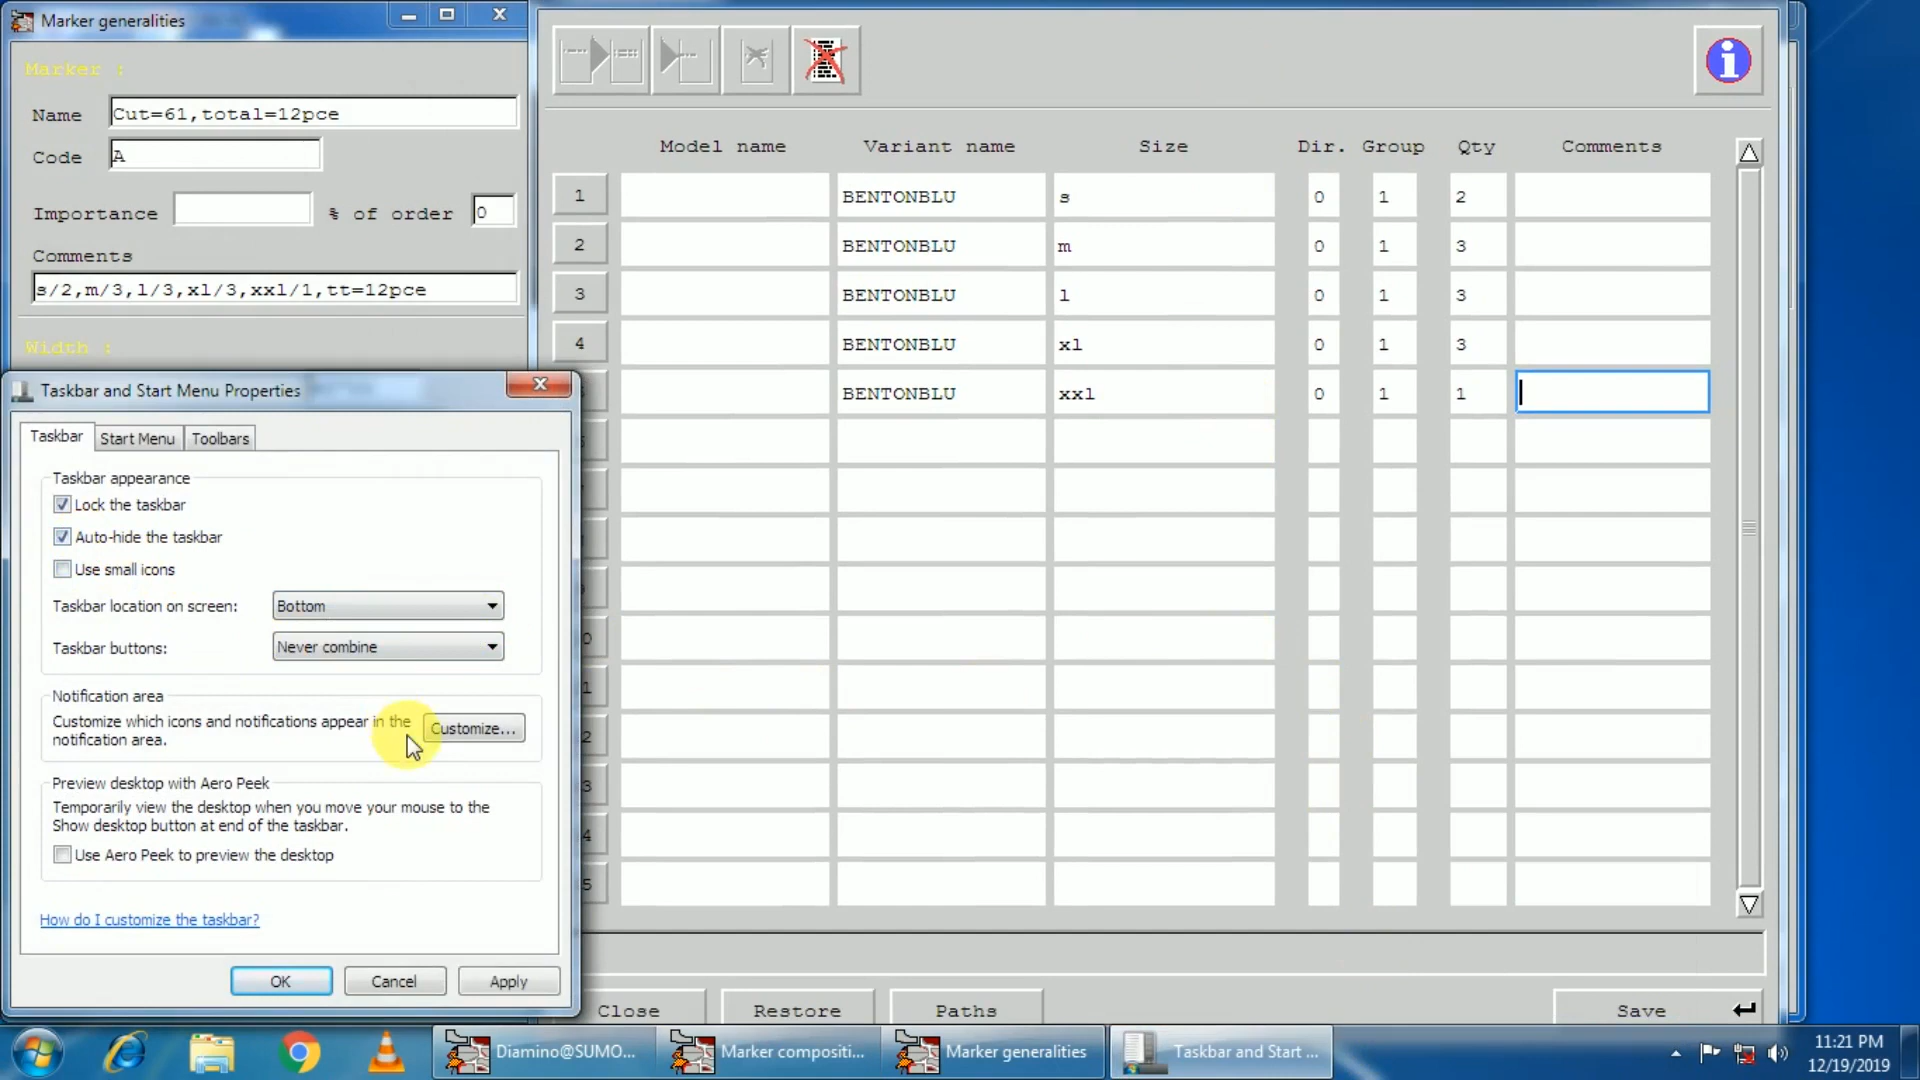 Marker generalities
Marker :
Name Cut=61,total=12pce
Code A
Importance % of order 0
Comments
s/2,m/3,l/3,xl/3,xxl/1,tt=12pce
Width :
Model name Variant name Size Dir. Group Qty Comments
1 BENTONBLU s 0 1 2
2 BENTONBLU m 0 1 3
3 BENTONBLU l 0 1 3
4 BENTONBLU xl 0 1 3
BENTONBLU xxl 0 1 1
0
1
2
3
4
5
Close Restore Paths Save
Taskbar and Start Menu Properties
Taskbar Start Menu Toolbars
Taskbar appearance
Lock the taskbar
Auto-hide the taskbar
Use small icons
Taskbar location on screen: Bottom
Taskbar buttons: Never combine
Notification area
Customize which icons and notifications appear in the
notification area.
Customize...
Preview desktop with Aero Peek
Temporarily view the desktop when you move your mouse to the
Show desktop button at end of the taskbar.
Use Aero Peek to preview the desktop
How do I customize the taskbar?
OK Cancel Apply
Diamino@SUMO... Marker compositi... Marker generalities Taskbar and Start ...
11:21 PM
12/19/2019